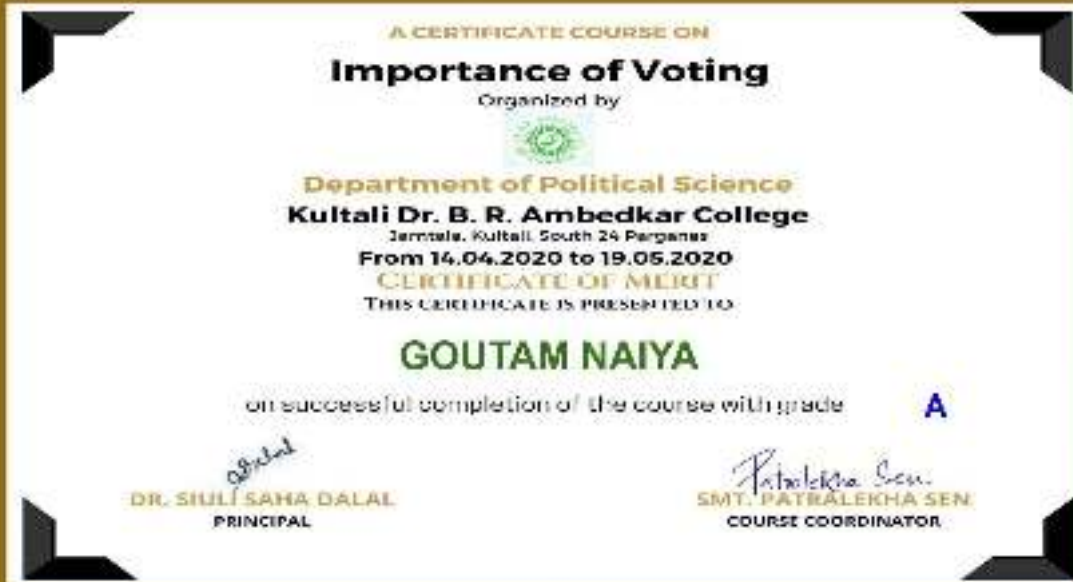 A CERTIFICATE COURSE ON
Importance of Voting
Organized by
Department of Political Science
Kultali Dr. B. R. Ambedkar College
Jamtala, Kultali, South 24 Parganas
From 14.04.2020 to 19.05.2020
CERTIFICATE OF MERIT
THIS CERTIFICATE IS PRESENTED TO
GOUTAM NAIYA
on successful completion of the course with grade A
Patralekha Sen.
DR. SIULI SAHA DALAL
SMT. PATRALEKHA SEN
PRINCIPAL
COURSE COORDINATOR